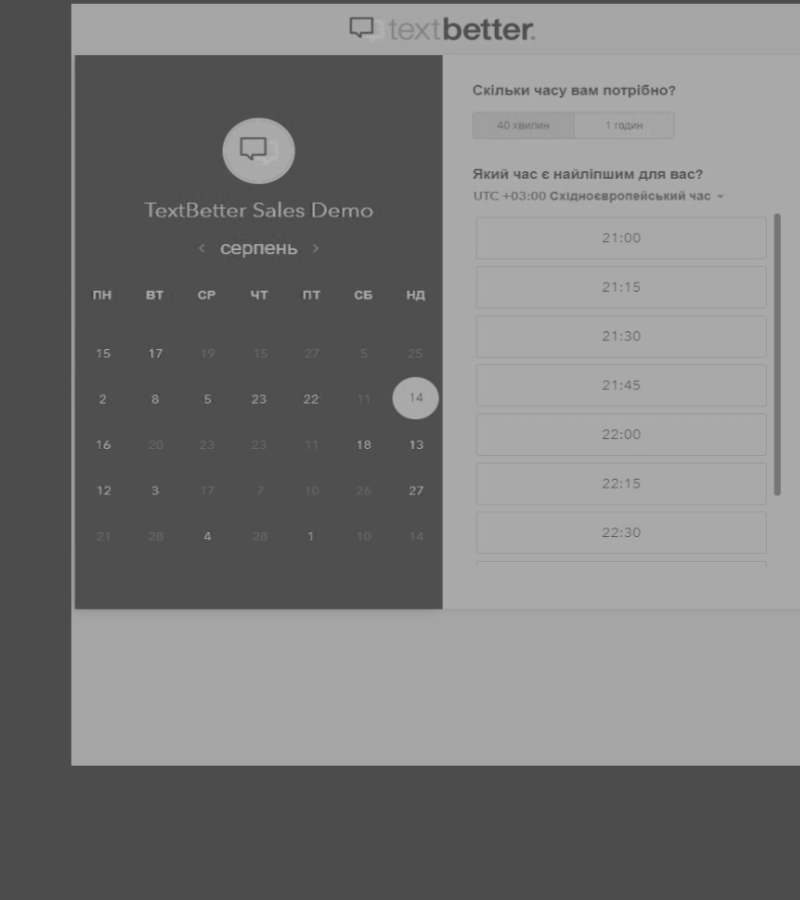 textbetter.
TextBetter Sales Demo
‹ серпень ›
ПН ВТ СР ЧТ ПТ СБ НД
15 17 19 15 27 5 25
2 8 5 23 22 11 14
16 20 23 23 11 18 13
12 3 17 7 10 26 27
21 28 4 28 1 10 14
Скільки часу вам потрібно?
40 хвилин 1 годин
Який час є найліпшим для вас?
UTC +03:00 Східноєвропейський час
21:00
21:15
21:30
21:45
22:00
22:15
22:30